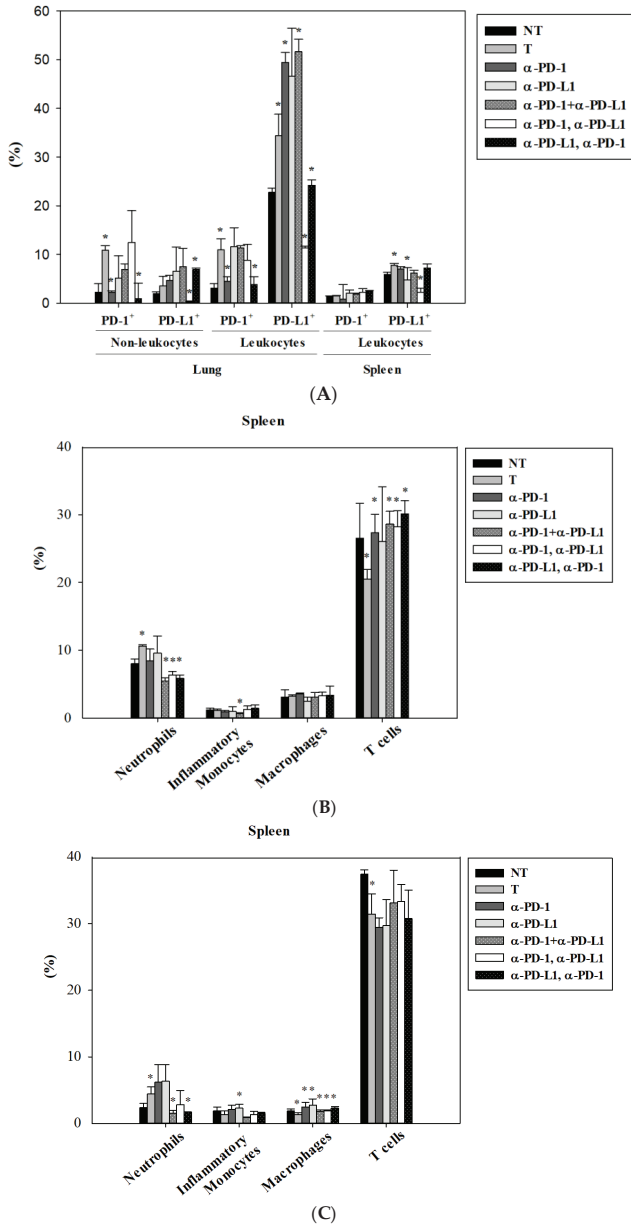 60
50
40
30
20
10
0
(%)
* * * * * * * * * * * * * * *
NT
T
α-PD-1
α-PD-L1
α-PD-1+α-PD-L1
α-PD-1, α-PD-L1
α-PD-L1, α-PD-1
PD-1+ PD-L1+ PD-1+ PD-L1+ PD-1+ PD-L1+
Non-leukocytes Leukocytes Leukocytes
Lung Spleen
(A)
Spleen
40
30
20
10
0
(%)
* * * * * * * * * * *
NT
T
α-PD-1
α-PD-L1
α-PD-1+α-PD-L1
α-PD-1, α-PD-L1
α-PD-L1, α-PD-1
Neutrophils
Inflammatory
Monocytes
Macrophages
T cells
(B)
Spleen
40
30
20
10
0
(%)
* * * * * * * * * * *
NT
T
α-PD-1
α-PD-L1
α-PD-1+α-PD-L1
α-PD-1, α-PD-L1
α-PD-L1, α-PD-1
Neutrophils
Inflammatory
Monocytes
Macrophages
T cells
(C)